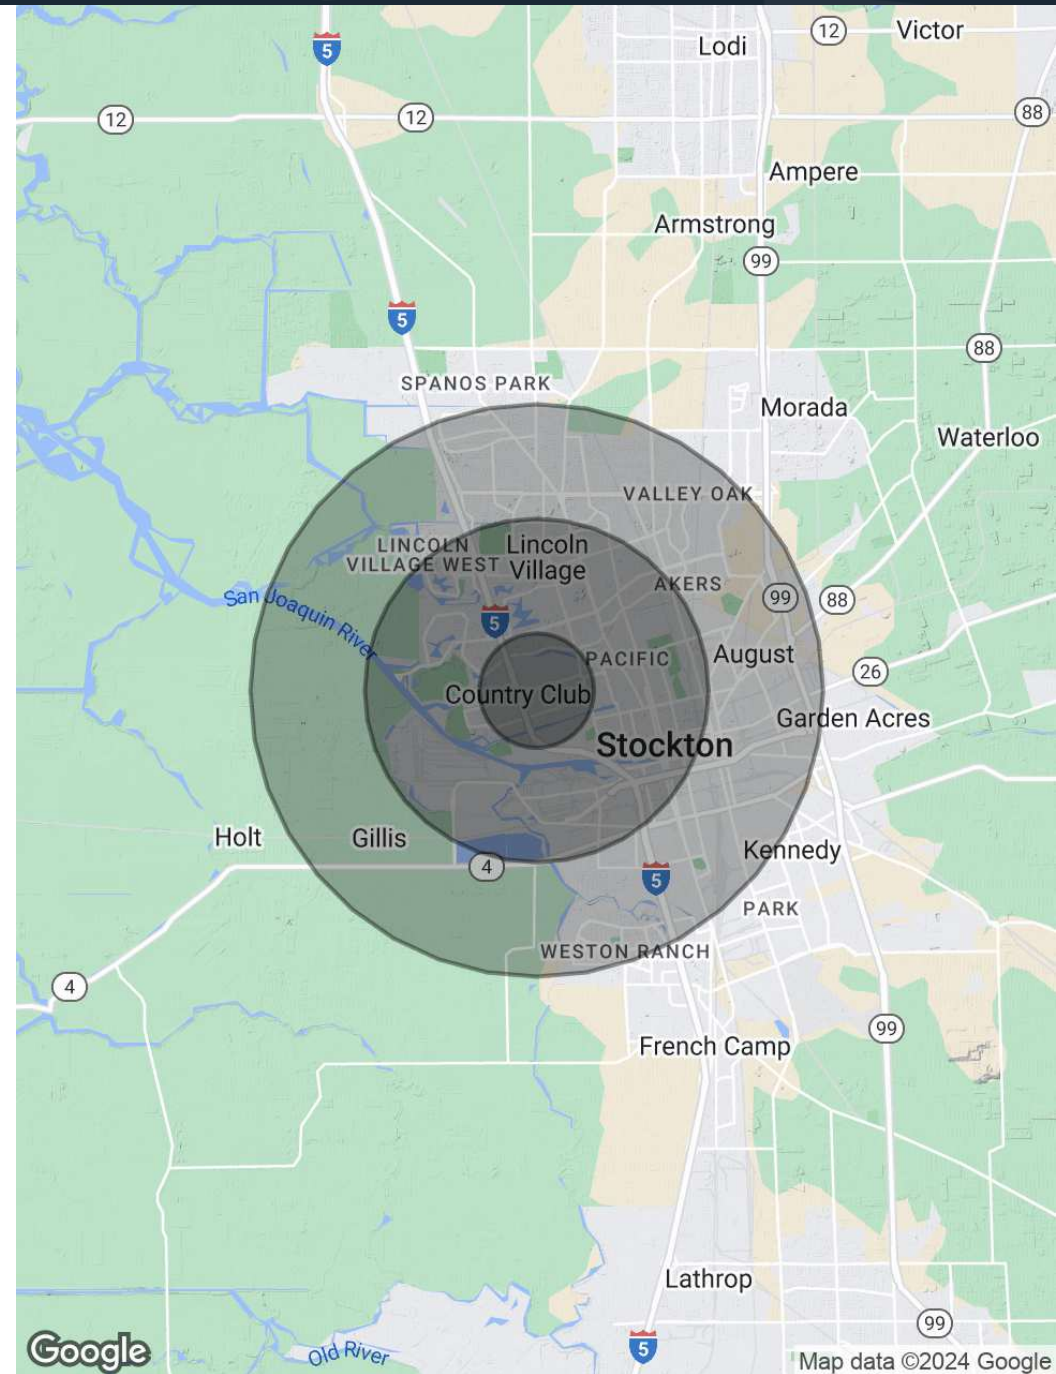 5
Lodi
12
Victor
12
12
88
Ampere
Armstrong
99
5
88
SPANOS PARK
Morada
Waterloo
VALLEY OAK
LINCOLN
VILLAGE WEST
Lincoln
Village
AKERS
San Joaquin River
5
99
88
PACIFIC
August
26
Country Club
Garden Acres
Stockton
Holt
Gillis
4
Kennedy
5
PARK
WESTON RANCH
4
99
French Camp
Lathrop
99
5
Old River
Google
Map data ©2024 Google